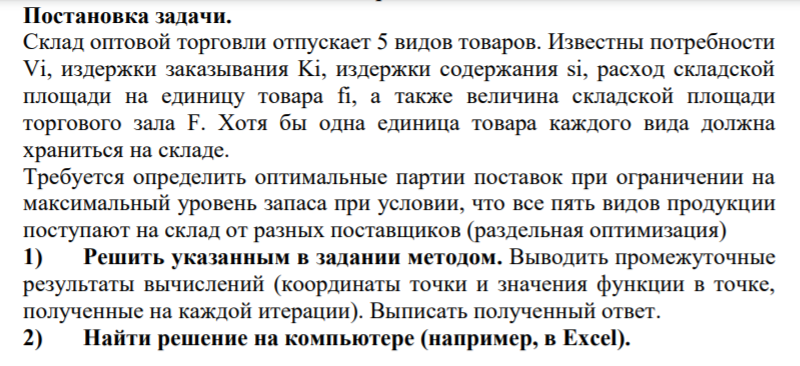 Постановка задачи.
Склад оптовой торговли отпускает 5 видов товаров. Известны потребности
Vi, издержки заказывания Ki, издержки содержания si, расход складской
площади на единицу товара fi, а также величина складской площади
торгового зала F. Хотя бы одна единица товара каждого вида должна
храниться на складе.
Требуется определить оптимальные партии поставок при ограничении на
максимальный уровень запаса при условии, что все пять видов продукции
поступают на склад от разных поставщиков (раздельная оптимизация)
1) Решить указанным в задании методом. Выводить промежуточные
результаты вычислений (координаты точки и значения функции в точке,
полученные на каждой итерации). Выписать полученный ответ.
2) Найти решение на компьютере (например, в Excel).